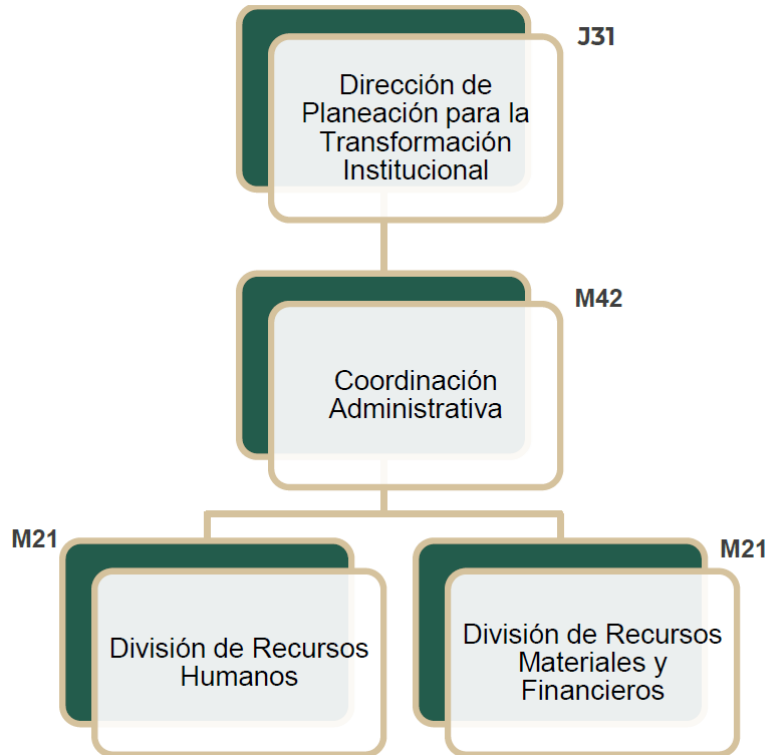 J31
Dirección de
Planeación para la
Transformación
Institucional
M42
Coordinación
Administrativa
M21
División de Recursos
Humanos
M21
División de Recursos
Materiales y
Financieros